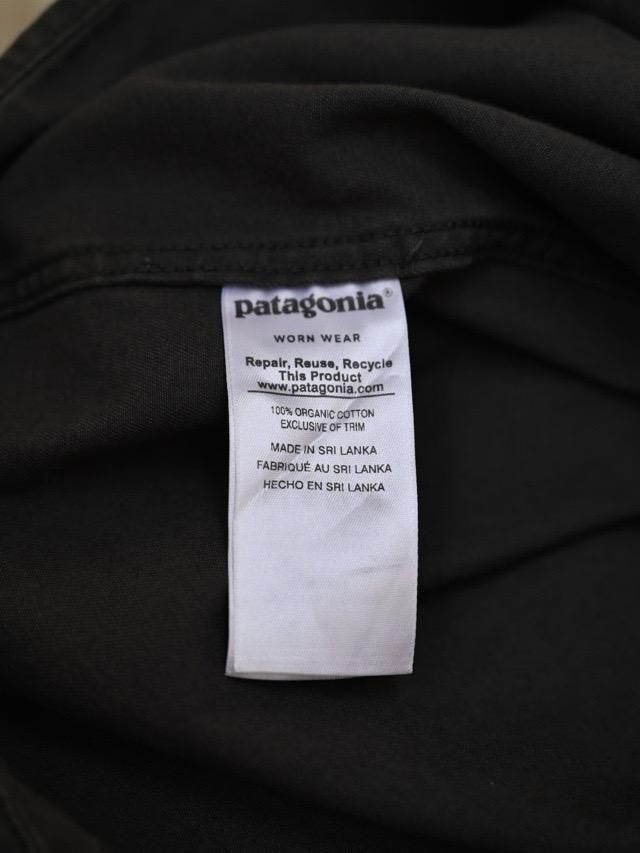 patagonia®
WORN WEAR
Repair, Reuse, Recycle
This Product
www.patagonia.com
100% ORGANIC COTTON
EXCLUSIVE OF TRIM
MADE IN SRI LANKA
FABRIQUÉ AU SRI LANKA
HECHO EN SRI LANKA